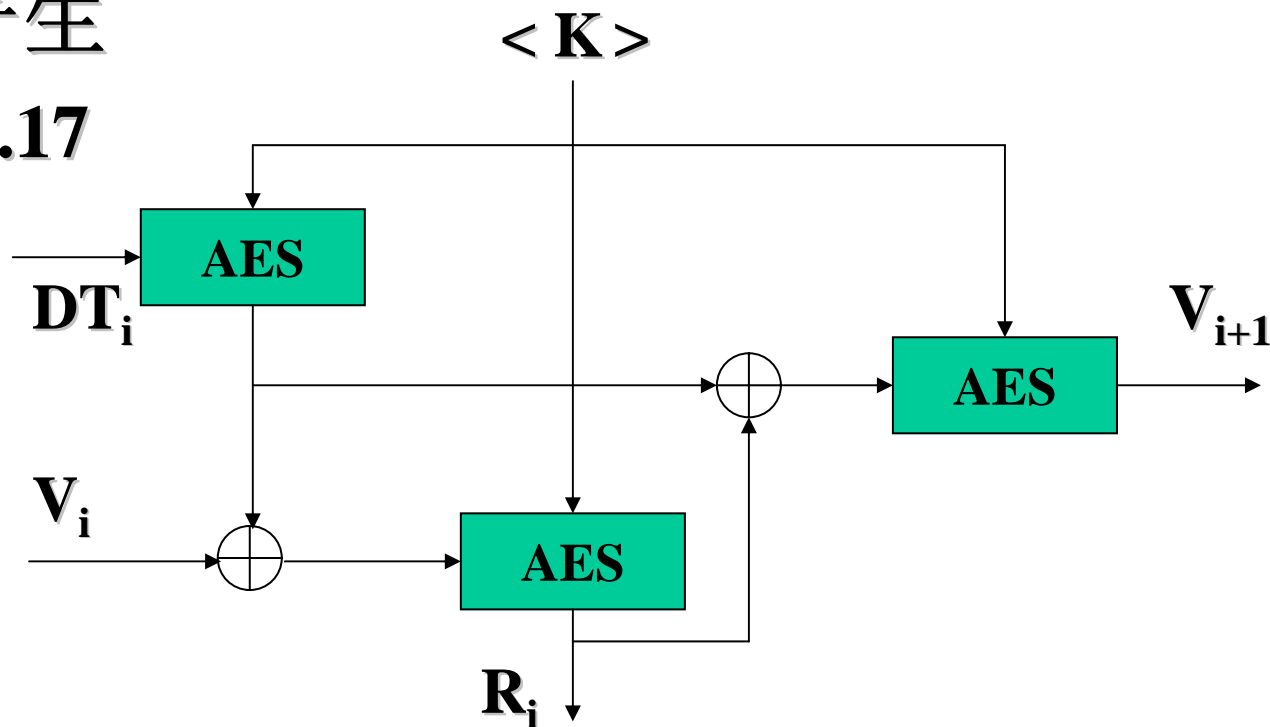 生
< K >
.17
AES
DTᵢ
Vᵢ₊₁
AES
Vᵢ
AES
Rᵢ